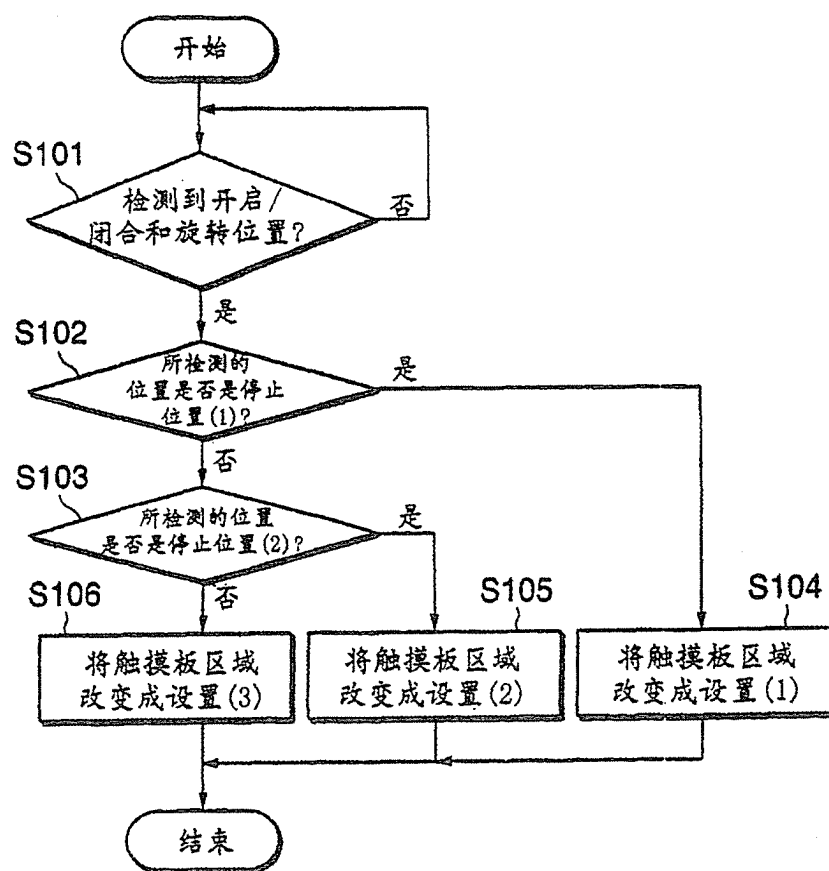 开始
S101
检测到开启/
闭合和旋转位置?
否
是
S102
所检测的
位置是否是停止
位置(1)?
是
否
S103
所检测的位置
是否是停止位置(2)?
是
否
S106
将触摸板区域
改变成设置(3)
S105
将触摸板区域
改变成设置(2)
S104
将触摸板区域
改变成设置(1)
结束